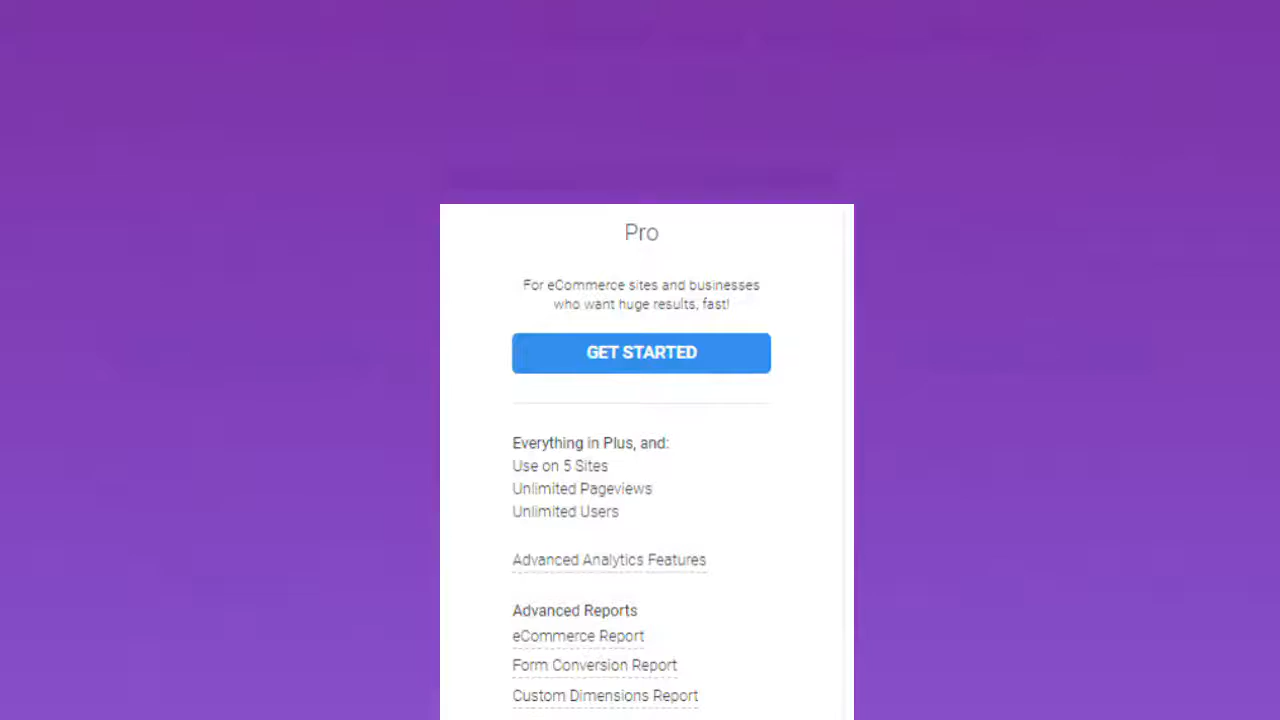 Pro
For eCommerce sites and businesses
who want huge results, fast!
GET STARTED
Everything in Plus, and:
Use on 5 Sites
Unlimited Pageviews
Unlimited Users
Advanced Analytics Features
Advanced Reports
eCommerce Report
Form Conversion Report
Custom Dimensions Report